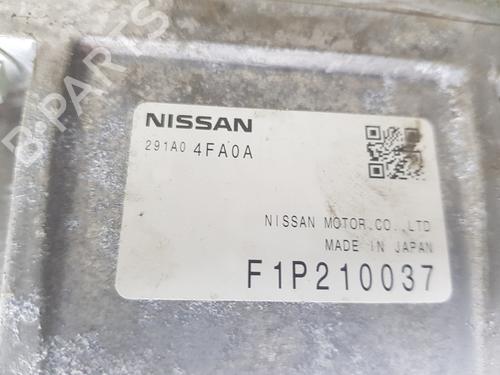 NISSAN
291A0 4FA0A
NISSAN MOTOR.CO.,LTD
MADE IN JAPAN
F1P210037
B-PARTS